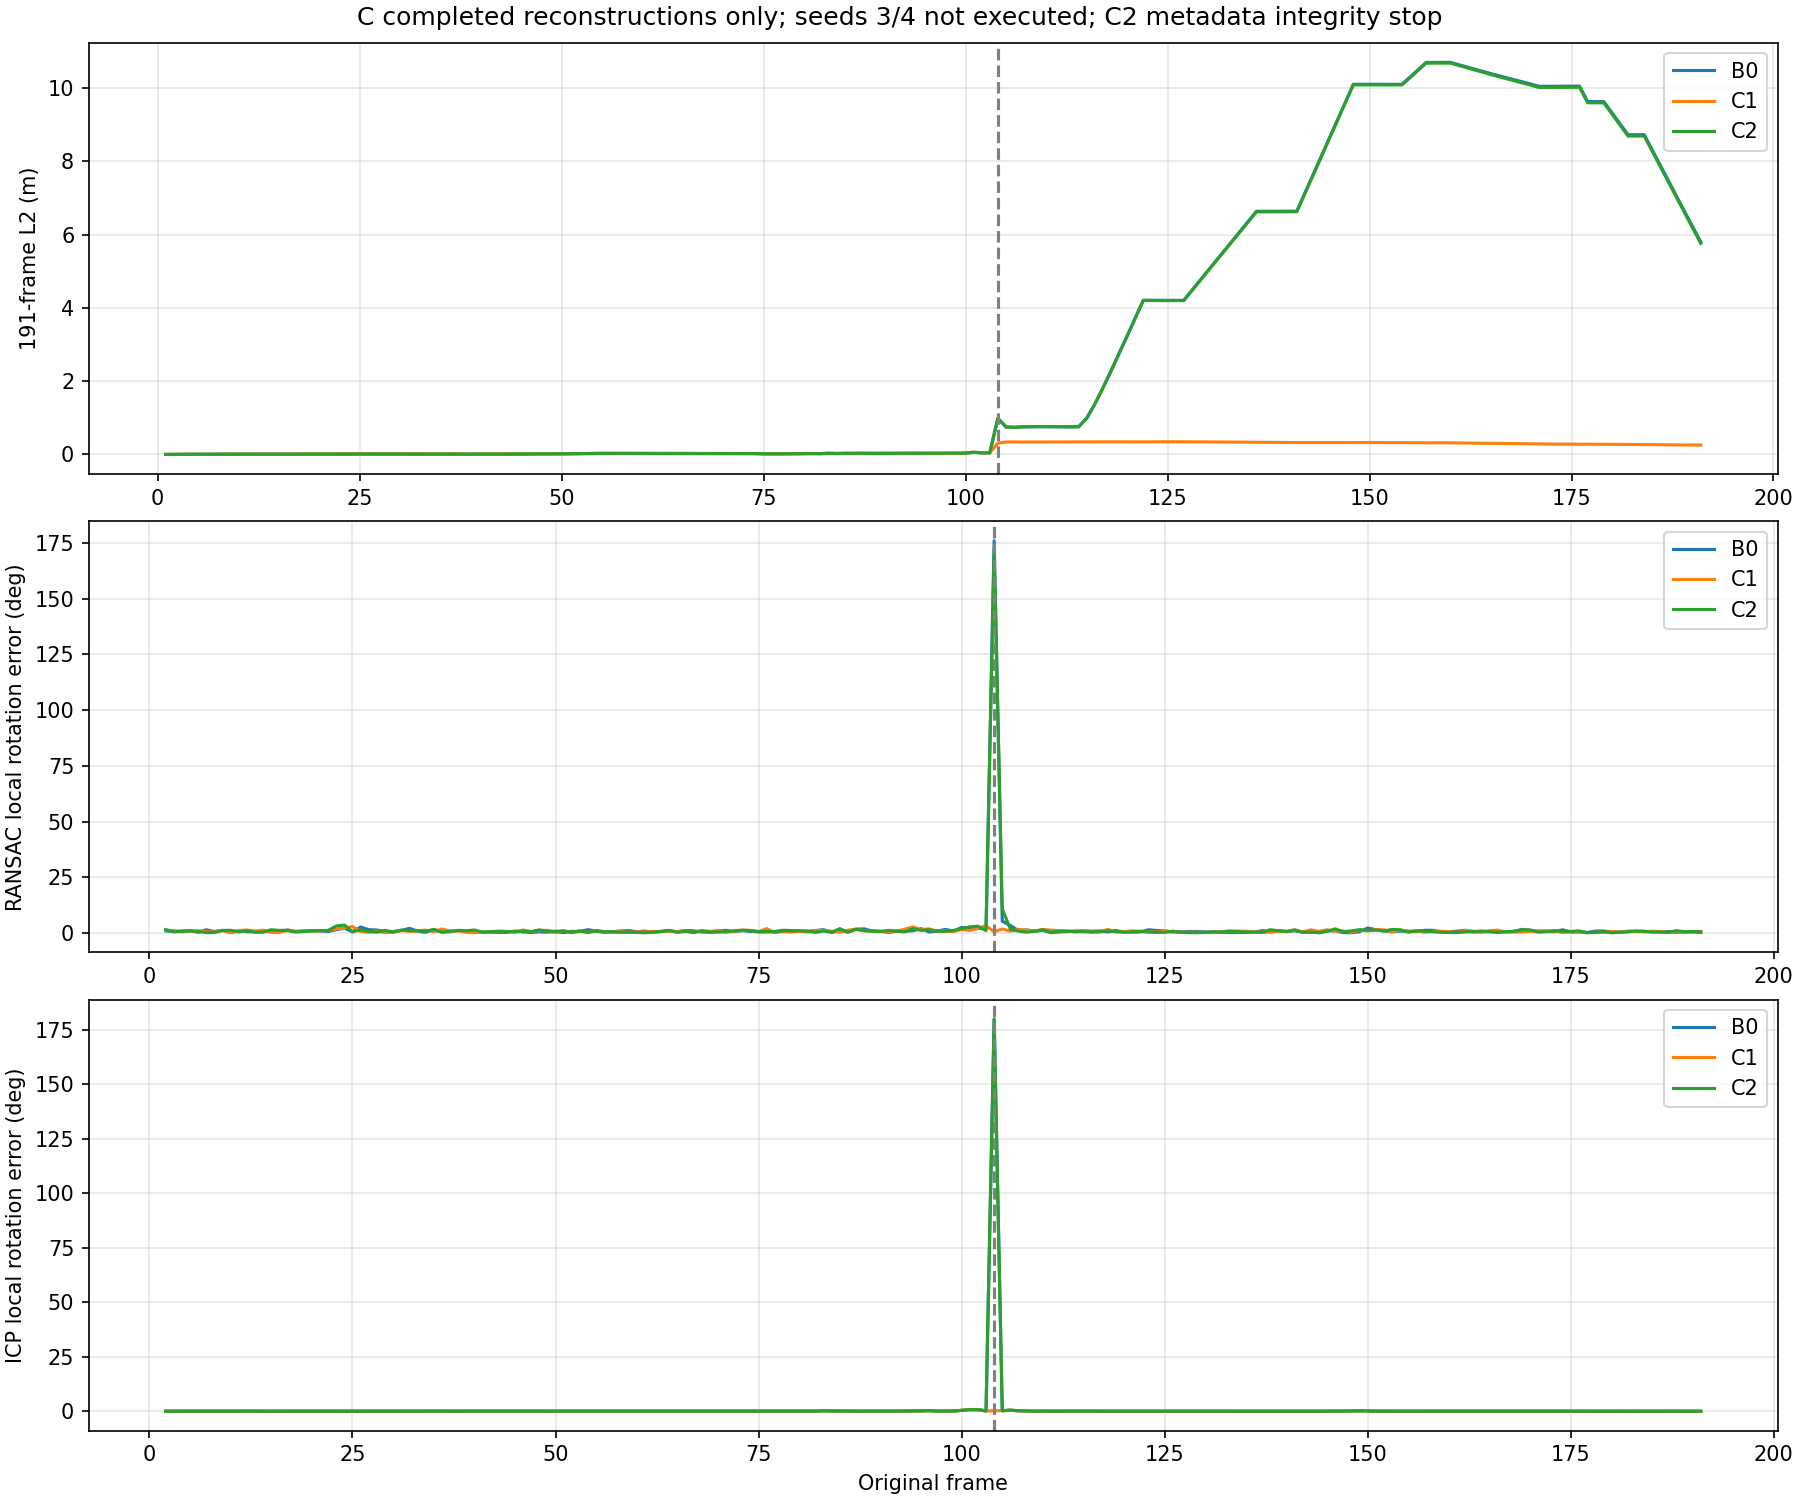 C completed reconstructions only; seeds 3/4 not executed; C2 metadata integrity stop
191-frame L2 (m)
10
8
6
4
2
0
B0
C1
C2
0 25 50 75 100 125 150 175 200
RANSAC local rotation error (deg)
175
150
125
100
75
50
25
0
B0
C1
C2
0 25 50 75 100 125 150 175 200
ICP local rotation error (deg)
175
150
125
100
75
50
25
0
B0
C1
C2
0 25 50 75 100 125 150 175 200
Original frame